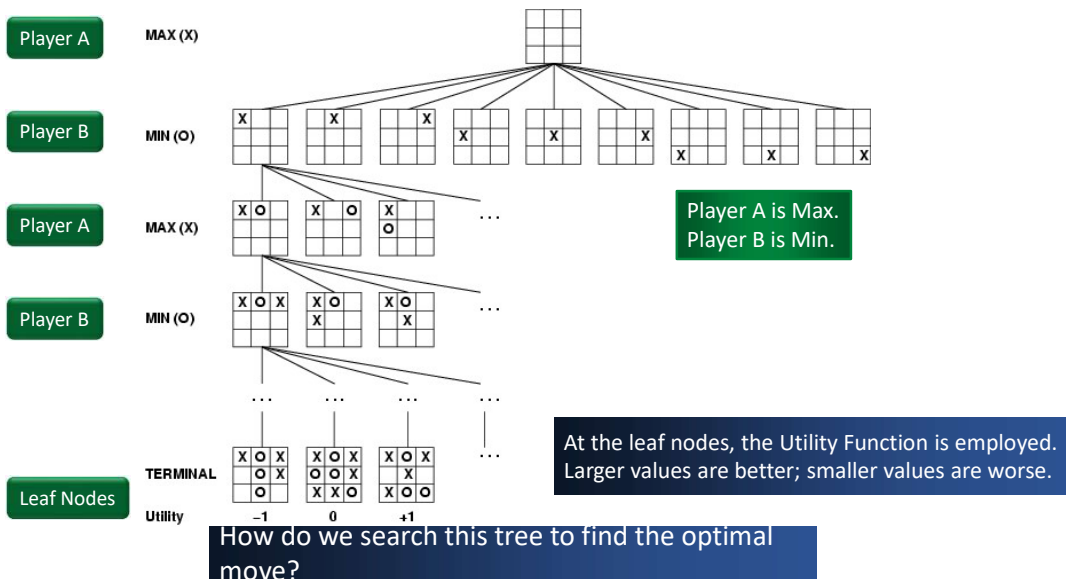 Player A
MAX (X)
Player B
MIN (O)
X
X
X
X
X
X
X
X
X
Player A
MAX (X)
X O
X O
X
O
...
Player A is Max.
Player B is Min.
Player B
MIN (O)
X O X
X O
X
X O
X
...
... ... ... ...
At the leaf nodes, the Utility Function is employed.
Larger values are better; smaller values are worse.
Leaf Nodes
TERMINAL
X O X
O X
O
X O X
O O X
X X O
X O X
X
X O O
...
Utility
−1
0
+1
How do we search this tree to find the optimal
move?